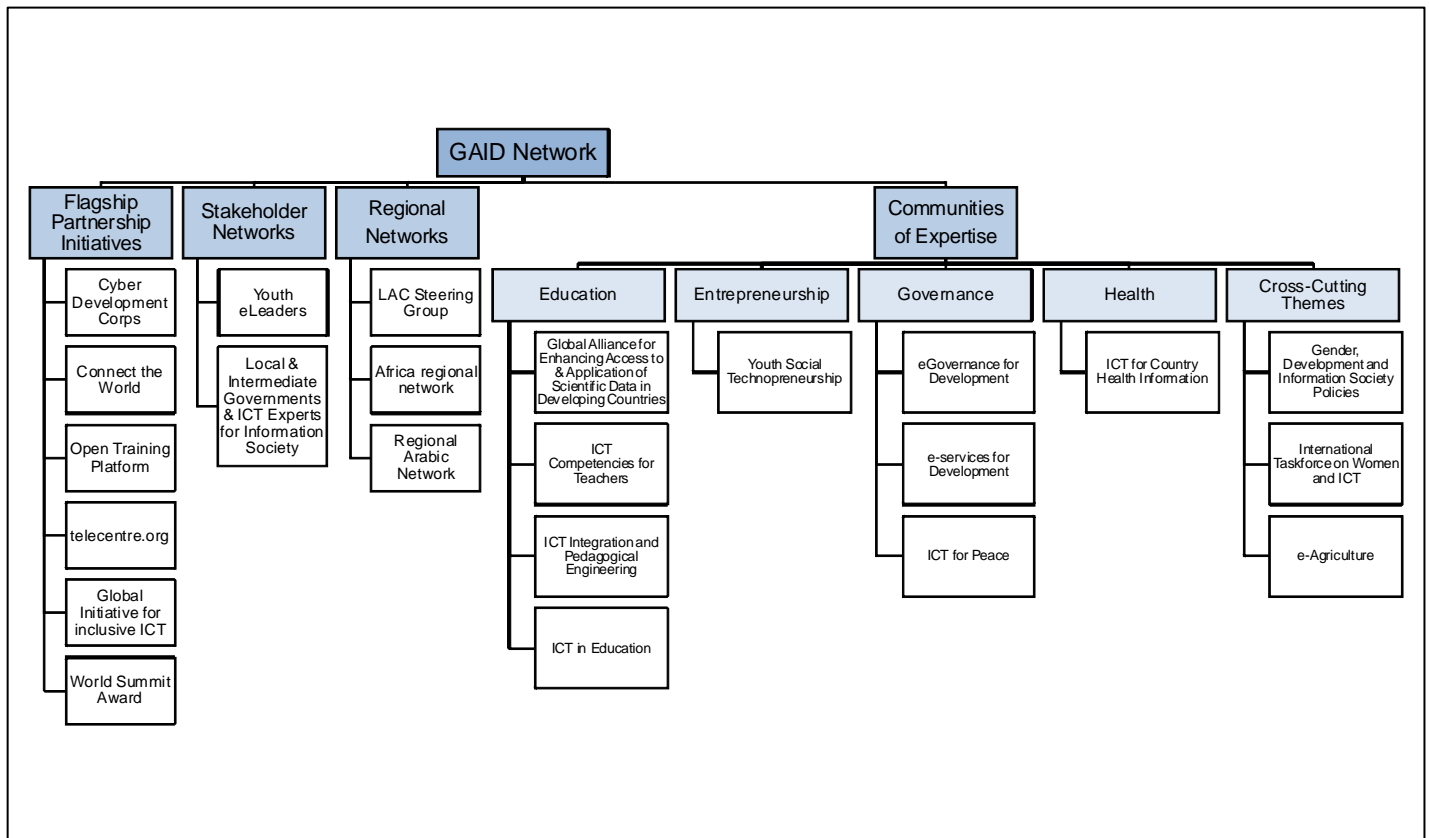 GAID Network
Flagship
Partnership
Initiatives
Cyber
Development
Corps
Connect the
World
Open Training
Platform
telecentre.org
Global
Initiative for
inclusive ICT
World Summit
Award
Stakeholder
Networks
Youth
eLeaders
Local &
Intermediate
Governments
& ICT Experts
for Information
Society
Regional
Networks
LAC Steering
Group
Africa regional
network
Regional
Arabic
Network
Communities
of Expertise
Education
Global Alliance for
Enhancing Access to
& Application of
Scientific Data in
Developing Countries
ICT
Competencies for
Teachers
ICT Integration and
Pedagogical
Engineering
ICT in Education
Entrepreneurship
Youth Social
Technopreneurship
Governance
eGovernance for
Development
e-services for
Development
ICT for Peace
Health
ICT for Country
Health Information
Cross-Cutting
Themes
Gender,
Development and
Information Society
Policies
International
Taskforce on Women
and ICT
e-Agriculture